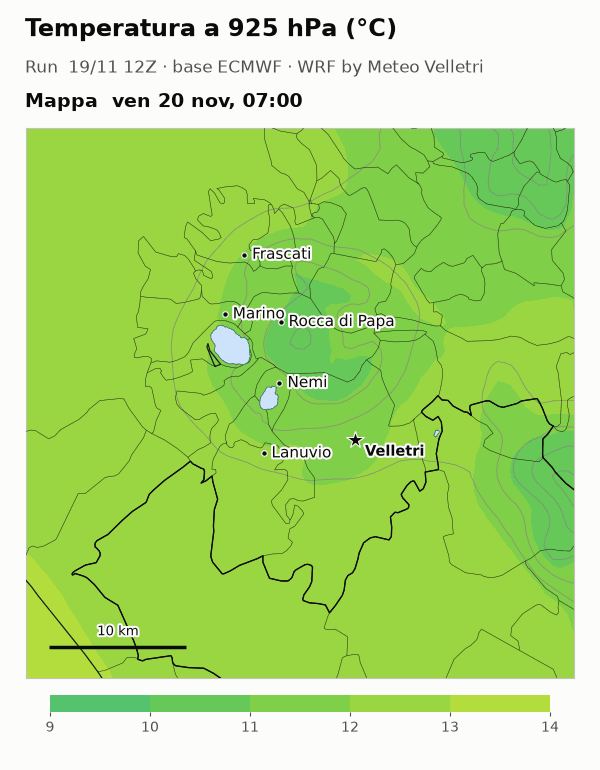 Temperatura a 925 hPa (°C)
Run  19/11 12Z · base ECMWF · WRF by Meteo Velletri
Mappa  ven 20 nov, 07:00
Frascati
Marino
Rocca di Papa
Nemi
Velletri
Lanuvio
10 km
9 10 11 12 13 14